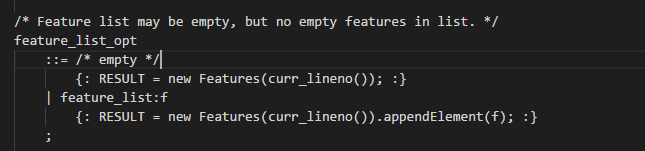 /* Feature list may be empty, but no empty features in list. */
feature_list_opt
    ::= /* empty */
        {: RESULT = new Features(curr_lineno()); :}
    | feature_list:f
        {: RESULT = new Features(curr_lineno()).appendElement(f); :}
    ;